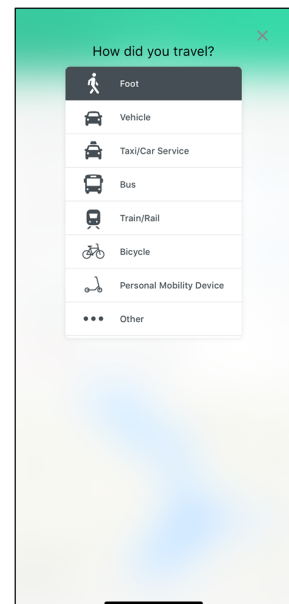 How did you travel?
Foot
Vehicle
Taxi/Car Service
Bus
Train/Rail
Bicycle
Personal Mobility Device
Other